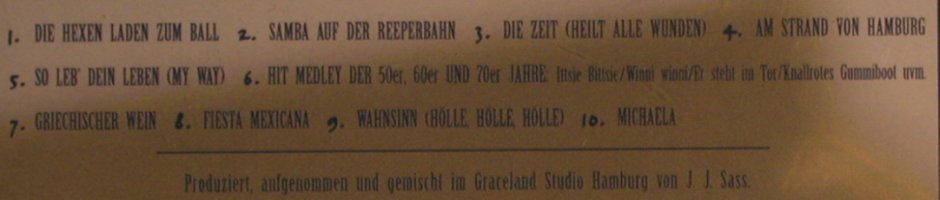 1. DIE HEXEN LADEN ZUM BALL 2. SAMBA AUF DER REEPERBAHN 3. DIE ZEIT (HEILT ALLE WUNDEN) 4. AM STRAND VON HAMBURG
5. SO LEB' DEIN LEBEN (MY WAY) 6. HIT MEDLEY DER 50er, 60er UND 70er JAHRE: Ittsie Bittsie/Winni winni/Er steht im Tor/Knallrotes Gummiboot uvm.
7. GRIECHISCHER WEIN 8. FIESTA MEXICANA 9. WAHNSINN (HÖLLE, HÖLLE, HÖLLE) 10. MICHAELA
Produziert, aufgenommen und gemischt im Graceland Studio Hamburg von J. J. Sass.